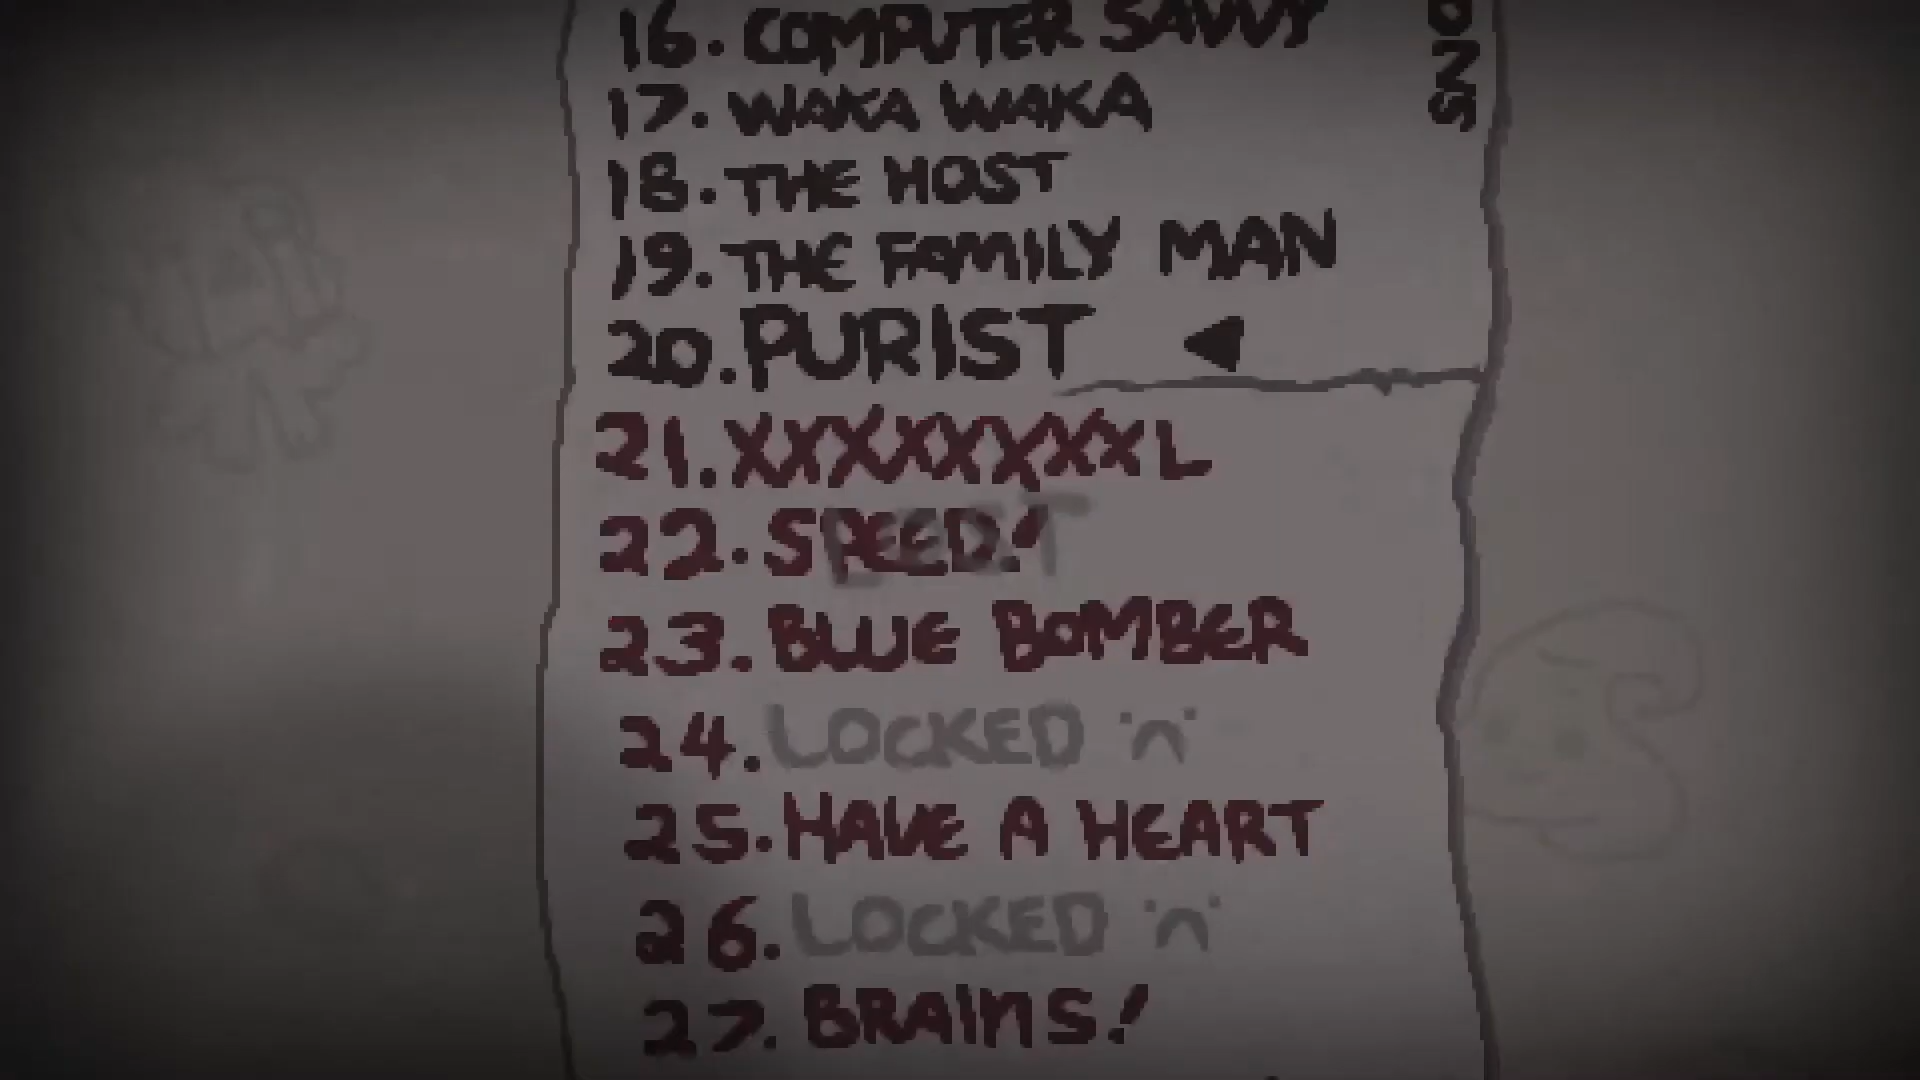 16. COMPUTER SAVVY
17. WAKA WAKA
18. THE HOST
19. THE FAMILY MAN
20. PURIST
21. XXXXXXXXL
22. SPEED!
23. BLUE BOMBER
24. LOCKED
25. HAVE A HEART
26. LOCKED
27. BRAINS!